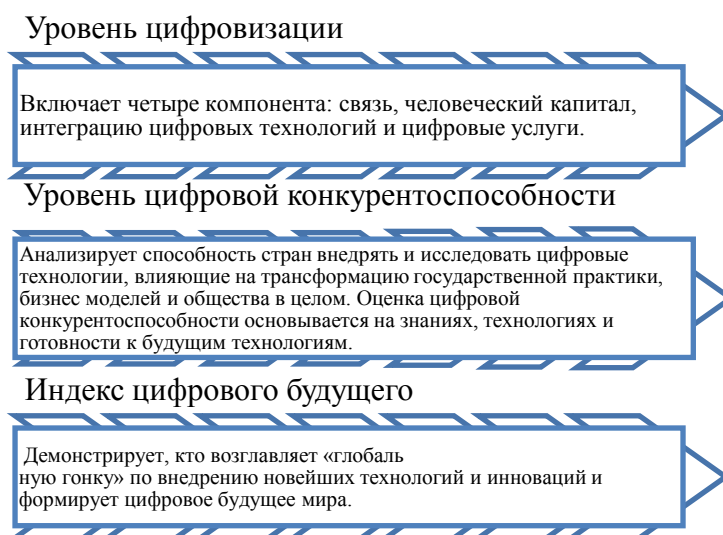 Уровень цифровизации
Включает четыре компонента: связь, человеческий капитал,
интеграцию цифровых технологий и цифровые услуги.
Уровень цифровой конкурентоспособности
Анализирует способность стран внедрять и исследовать цифровые
технологии, влияющие на трансформацию государственной практики,
бизнес моделей и общества в целом. Оценка цифровой
конкурентоспособности основывается на знаниях, технологиях и
готовности к будущим технологиям.
Индекс цифрового будущего
Демонстрирует, кто возглавляет «глобаль
ную гонку» по внедрению новейших технологий и инноваций и
формирует цифровое будущее мира.